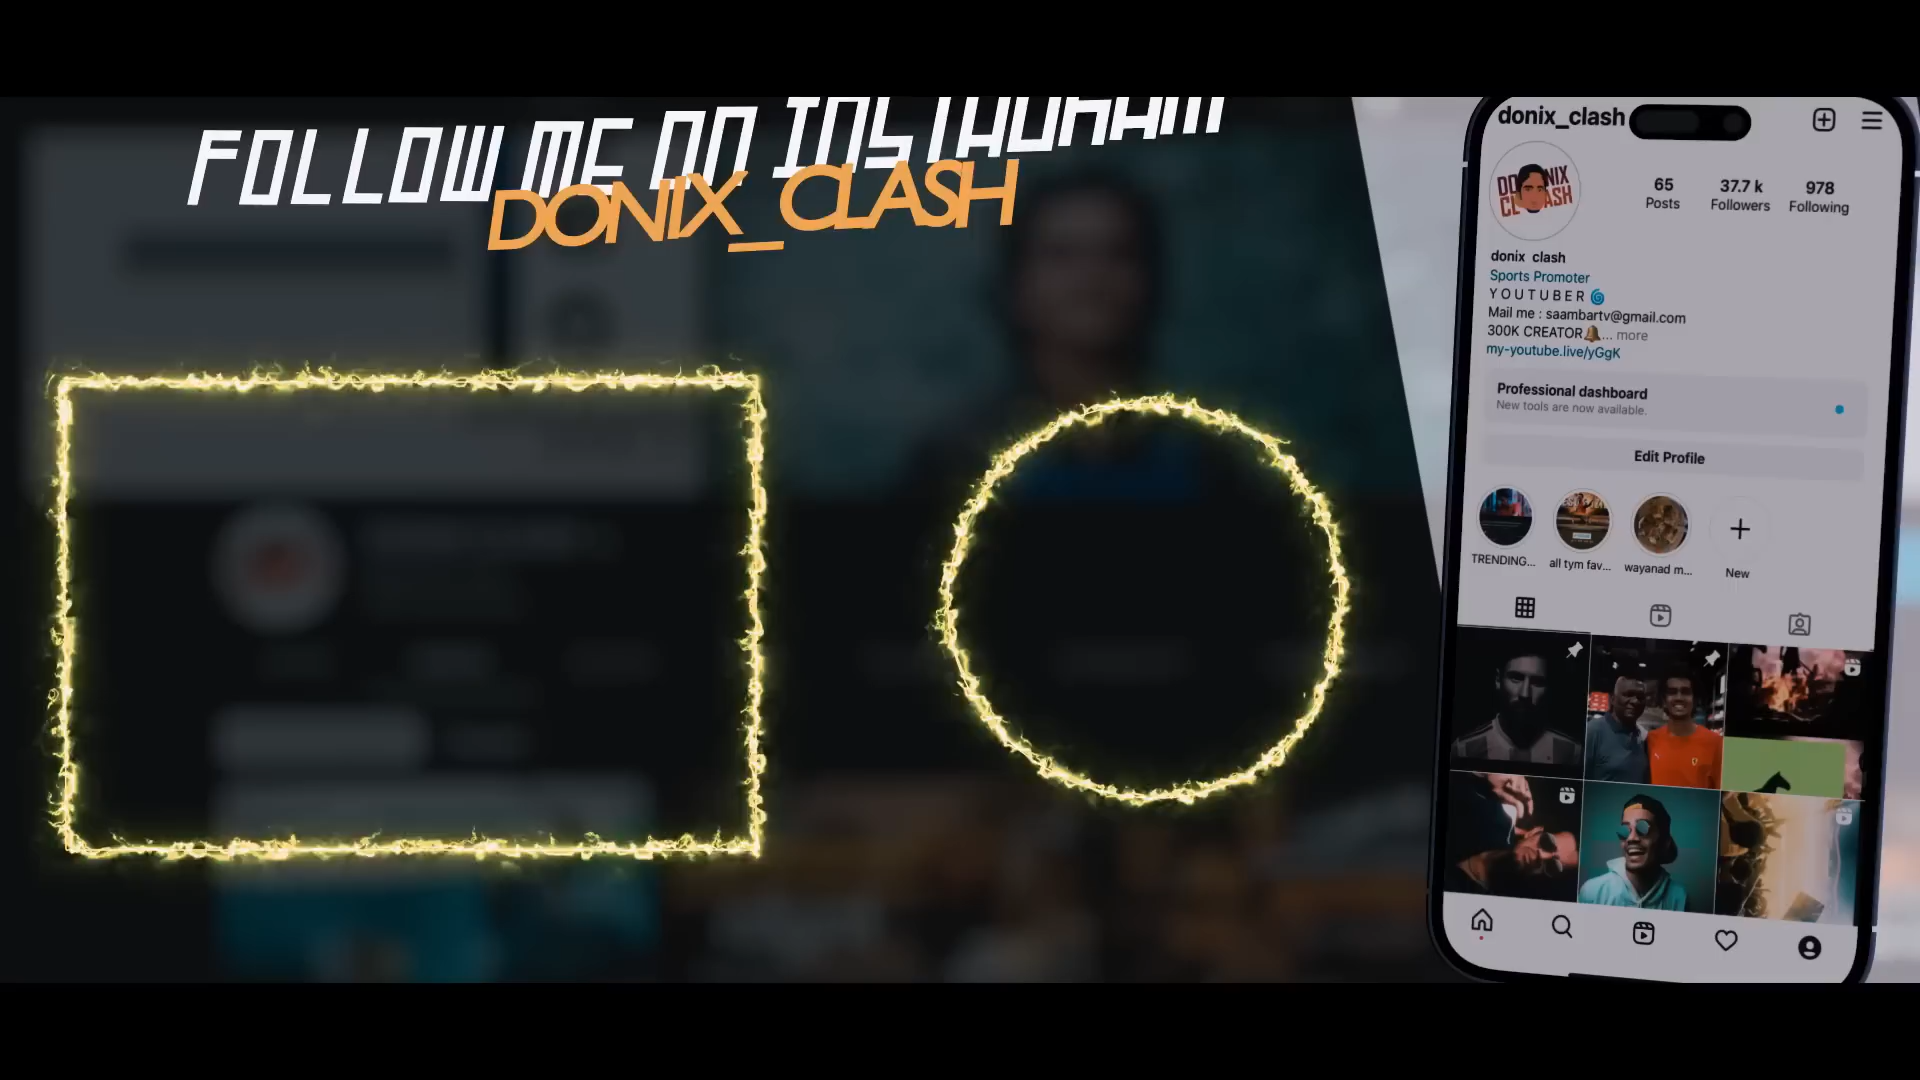 FOLLOW ME ON INSTAGRAM
DONIX_CLASH
donix_clash
DONIX
CLASH
65
Posts
37.7 k
Followers
978
Following
donix clash
Sports Promoter
Y O U T U B E R
Mail me : saambartv@gmail.com
300K CREATOR🔔... more
my-youtube.live/yGgK
Professional dashboard
New tools are now available.
Edit Profile
TRENDING...
all tym fav...
wayanad m...
New